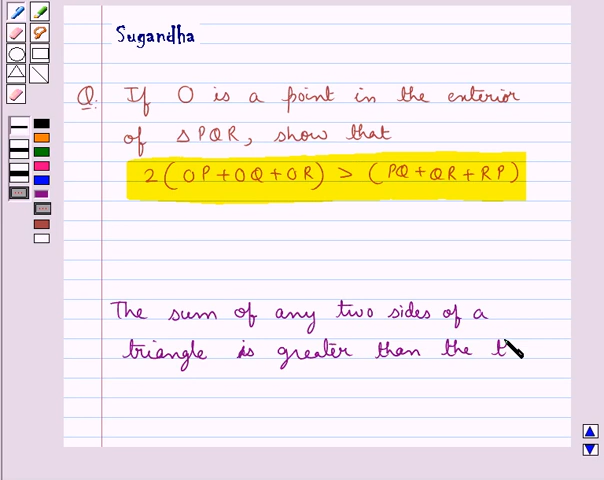 Sugandha
Q. If O is a point in the exterior
of △PQR, show that
2(OP+OQ+OR) > (PQ+QR+RP)
The sum of any two sides of a
triangle is greater than the t